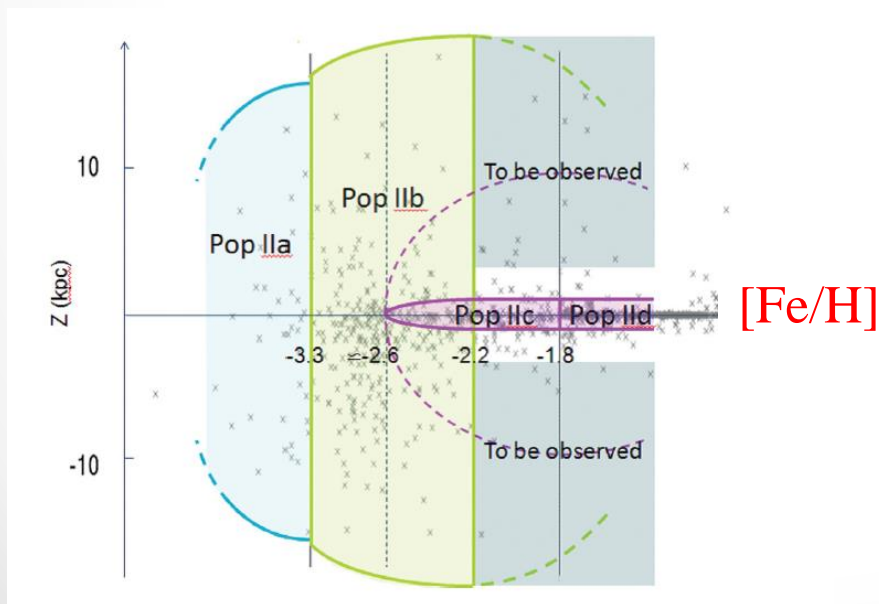 10
To be observed
Pop IIb
Pop IIa
Z (kpc)
Pop IIc
Pop IId
[Fe/H]
-3.3
≃-2.6
-2.2
-1.8
To be observed
-10